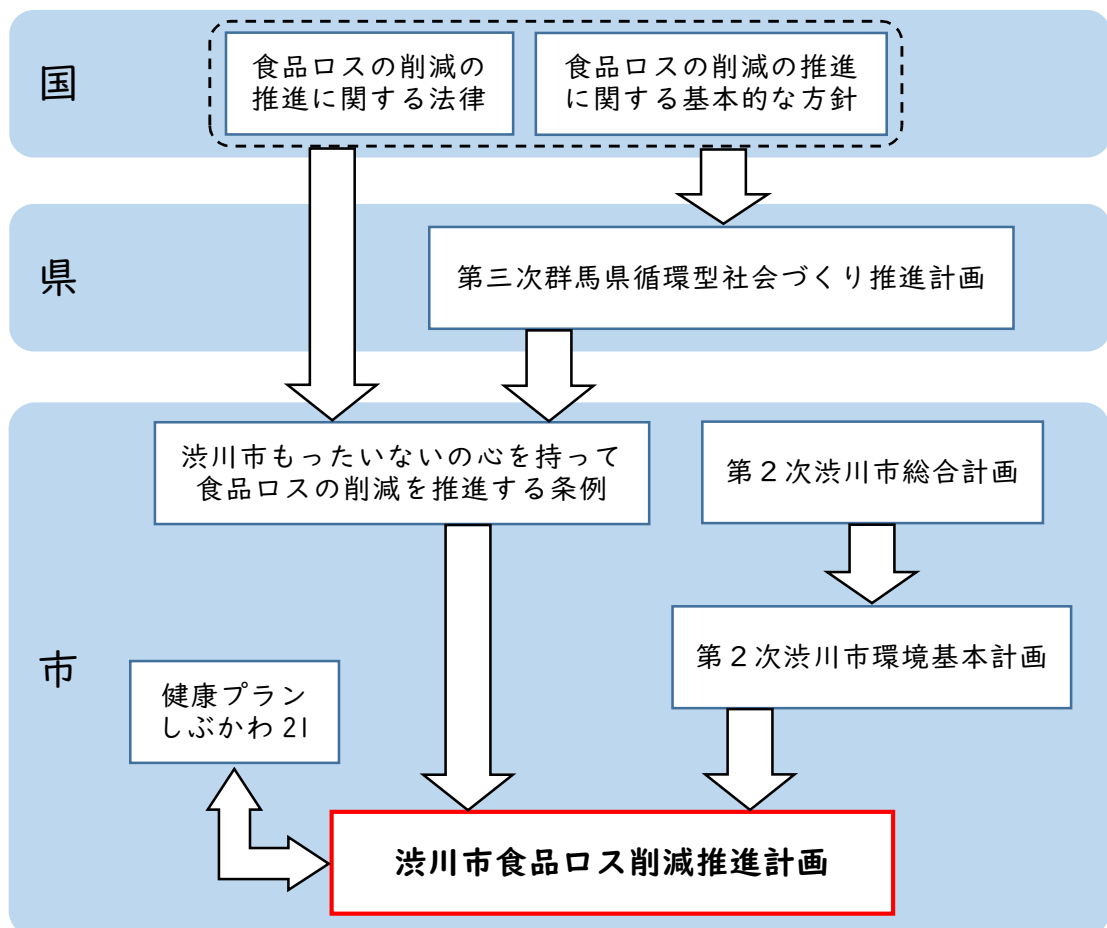 国
食品ロスの削減の
推進に関する法律
食品ロスの削減の推進
に関する基本的な方針
県
第三次群馬県循環型社会づくり推進計画
市
渋川市もったいないの心を持って
食品ロスの削減を推進する条例
第２次渋川市総合計画
第２次渋川市環境基本計画
健康プラン
しぶかわ 21
渋川市食品ロス削減推進計画